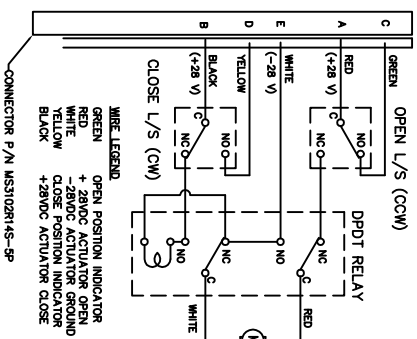 B D E A C
BLACK
(+28 V)
YELLOW
WHITE
(-28 V)
RED
(+28 V)
GREEN
CLOSE L/S (CW)
OPEN L/S (CCW)
C
NO
NC
C
NO
NC
DPDT RELAY
NO
NC
C
NO
NC
C
WHITE
RED
M
WIRE LEGEND
GREEN OPEN POSITION INDICATOR
RED + 28VDC ACTUATOR OPEN
WHITE - 28VDC ACTUATOR GROUND
YELLOW CLOSE POSITION INDICATOR
BLACK +28VDC ACTUATOR CLOSE
CONNECTOR P/N MS3102R14S-5P